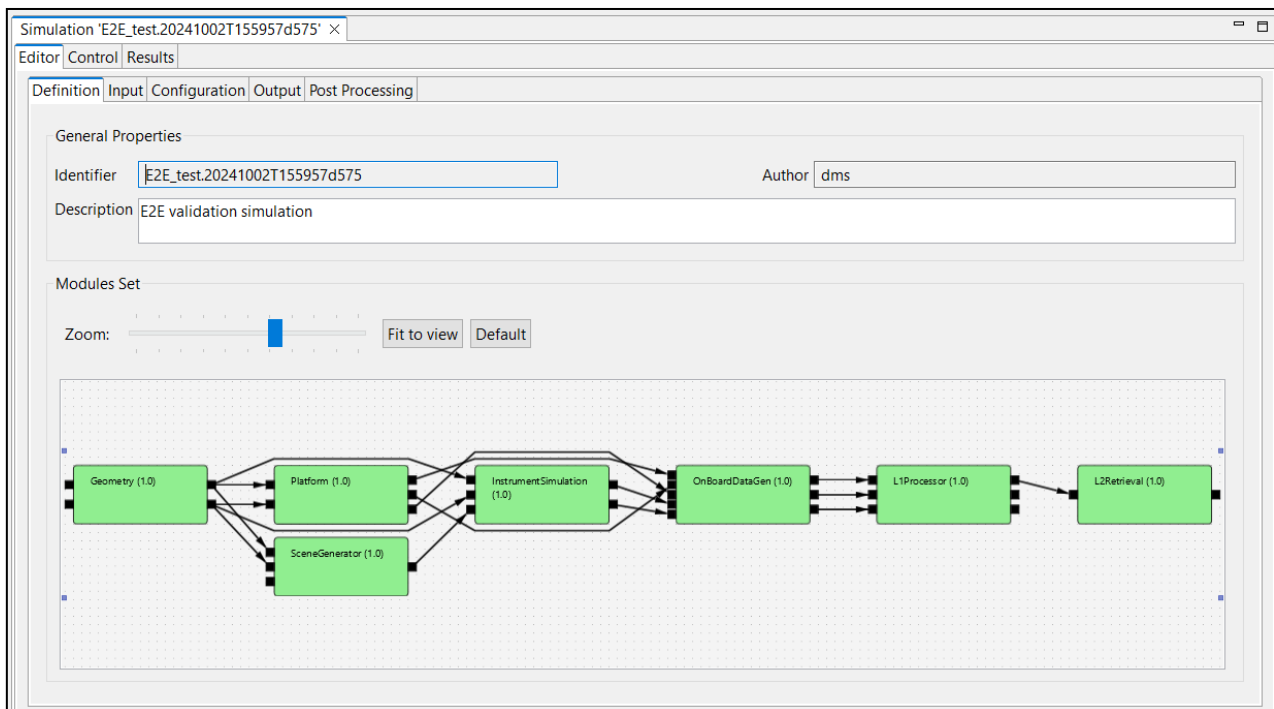 Simulation 'E2E_test.20241002T155957d575'
Editor Control Results
Definition Input Configuration Output Post Processing
General Properties
Identifier E2E_test.20241002T155957d575 Author dms
Description E2E validation simulation
Modules Set
Zoom: Fit to view Default
Geometry (1.0) Platform (1.0) InstrumentSimulation OnBoardDataGen (1.0) L1Processor (1.0) L2Retrieval (1.0)
(1.0)
SceneGenerator (1.0)